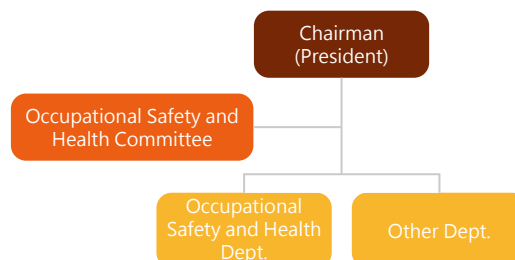 Chairman
(President)
Occupational Safety and
Health Committee
Occupational
Safety and Health
Dept.
Other Dept.